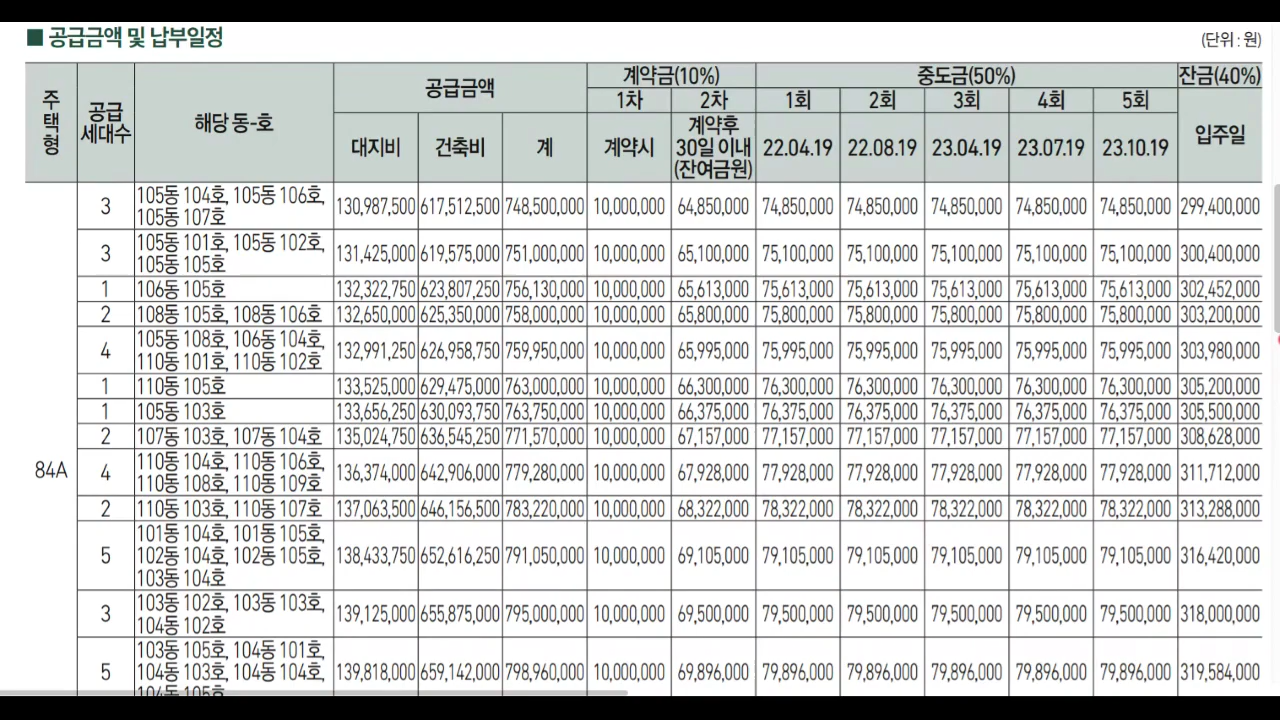 ■ 공급금액 및 납부일정
(단위 : 원)
주택형 공급세대수 해당 동-호 공급금액 계약금(10%) 중도금(50%) 잔금(40%)
1차 2차 1회 2회 3회 4회 5회
대지비 건축비 계 계약시 계약후 30일 이내 (잔여금원) 22.04.19 22.08.19 23.04.19 23.07.19 23.10.19 입주일
84A
3 105동 104호, 105동 106호, 105동 107호 130,987,500 617,512,500 748,500,000 10,000,000 64,850,000 74,850,000 74,850,000 74,850,000 74,850,000 74,850,000 299,400,000
3 105동 101호, 105동 102호, 105동 105호 131,425,000 619,575,000 751,000,000 10,000,000 65,100,000 75,100,000 75,100,000 75,100,000 75,100,000 75,100,000 300,400,000
1 106동 105호 132,322,750 623,807,250 756,130,000 10,000,000 65,613,000 75,613,000 75,613,000 75,613,000 75,613,000 75,613,000 302,452,000
2 108동 105호, 108동 106호 132,650,000 625,350,000 758,000,000 10,000,000 65,800,000 75,800,000 75,800,000 75,800,000 75,800,000 75,800,000 303,200,000
4 105동 108호, 106동 104호, 110동 101호, 110동 102호 132,991,250 626,958,750 759,950,000 10,000,000 65,995,000 75,995,000 75,995,000 75,995,000 75,995,000 75,995,000 303,980,000
1 110동 105호 133,525,000 629,475,000 763,000,000 10,000,000 66,300,000 76,300,000 76,300,000 76,300,000 76,300,000 76,300,000 305,200,000
1 105동 103호 133,656,250 630,093,750 763,750,000 10,000,000 66,375,000 76,375,000 76,375,000 76,375,000 76,375,000 76,375,000 305,500,000
2 107동 103호, 107동 104호 135,024,750 636,545,250 771,570,000 10,000,000 67,157,000 77,157,000 77,157,000 77,157,000 77,157,000 77,157,000 308,628,000
4 110동 104호, 110동 106호, 110동 108호, 110동 109호 136,374,000 642,906,000 779,280,000 10,000,000 67,928,000 77,928,000 77,928,000 77,928,000 77,928,000 77,928,000 311,712,000
2 110동 103호, 110동 107호 137,063,500 646,156,500 783,220,000 10,000,000 68,322,000 78,322,000 78,322,000 78,322,000 78,322,000 78,322,000 313,288,000
5 101동 104호, 101동 105호, 102동 104호, 102동 105호, 103동 104호 138,433,750 652,616,250 791,050,000 10,000,000 69,105,000 79,105,000 79,105,000 79,105,000 79,105,000 79,105,000 316,420,000
3 103동 102호, 103동 103호, 104동 102호 139,125,000 655,875,000 795,000,000 10,000,000 69,500,000 79,500,000 79,500,000 79,500,000 79,500,000 79,500,000 318,000,000
5 103동 105호, 104동 101호, 104동 103호, 104동 104호, 104동 105호 139,818,000 659,142,000 798,960,000 10,000,000 69,896,000 79,896,000 79,896,000 79,896,000 79,896,000 79,896,000 319,584,000